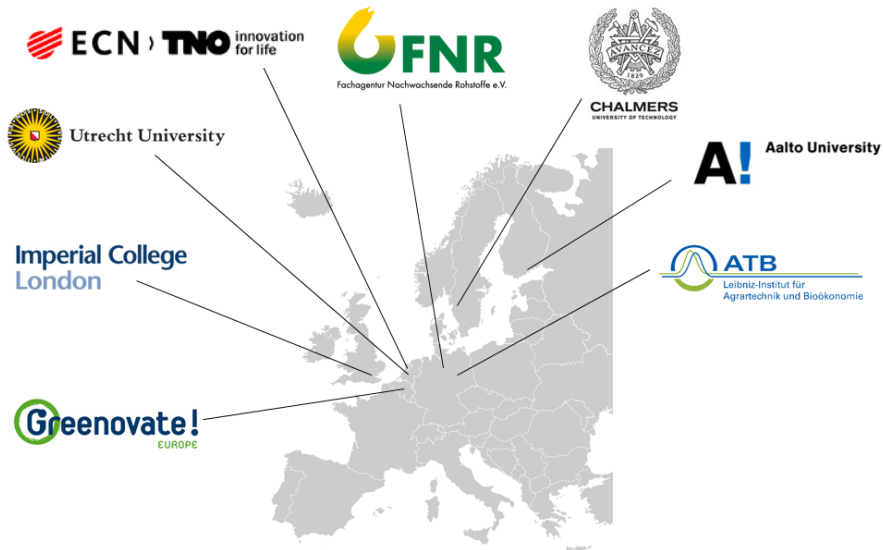 ECN › TNO innovation
for life
FNR
Fachagentur Nachwachsende Rohstoffe e.V.
AVANCEZ
1829
CHALMERS
UNIVERSITY OF TECHNOLOGY
Utrecht University
A! Aalto University
Imperial College
London
ATB
Leibniz-Institut für
Agrartechnik und Bioökonomie
Greenovate!
EUROPE